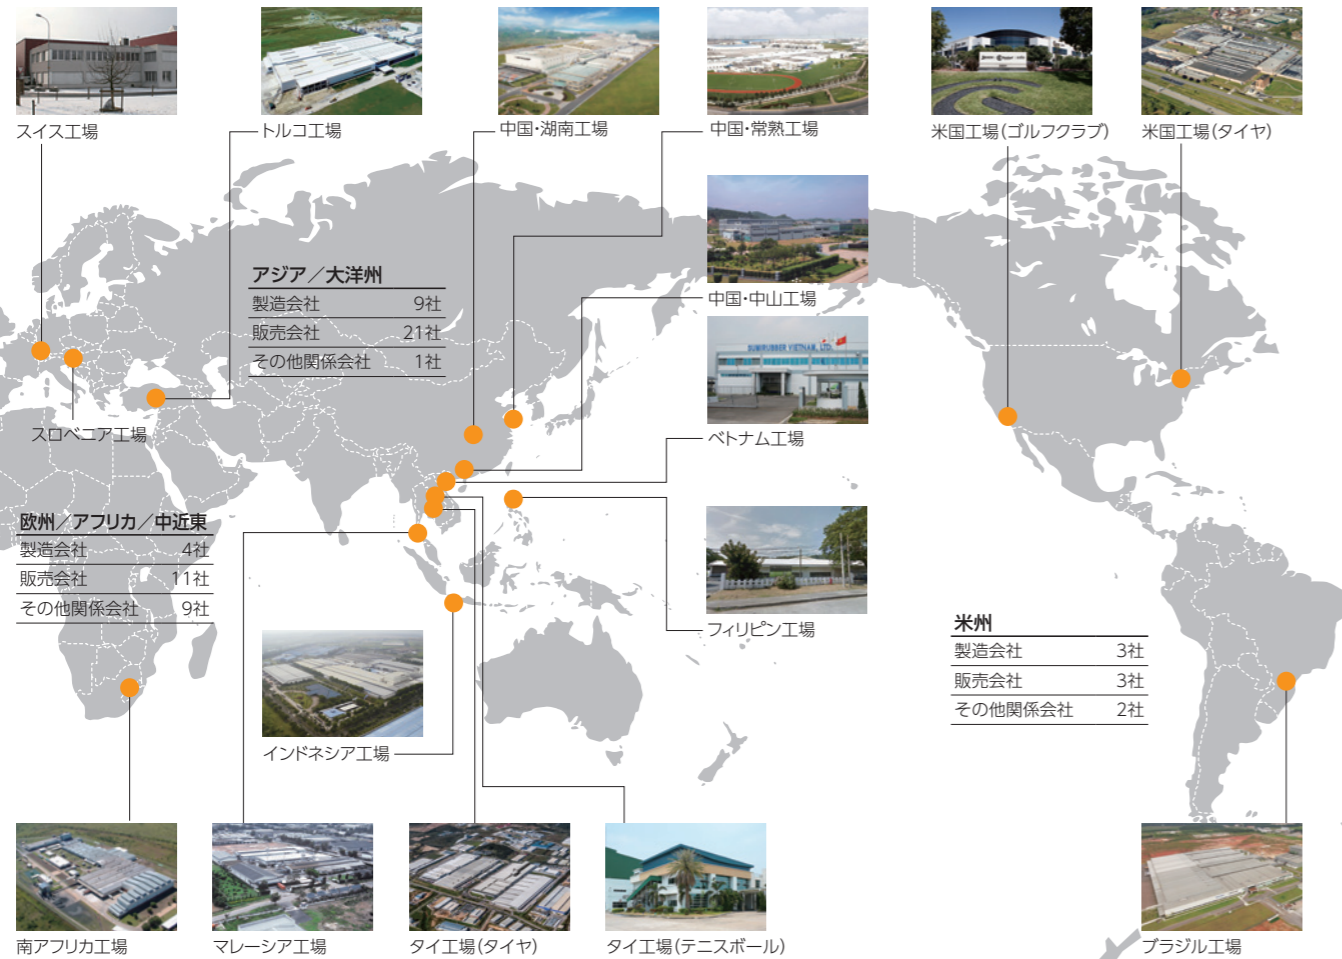 スイス工場
トルコ工場
中国・湖南工場
中国・常熟工場
米国工場(ゴルフクラブ)
米国工場(タイヤ)
アジア／大洋州
製造会社 9社
販売会社 21社
その他関係会社 1社
中国・中山工場
SUMIRUBBER VIETNAM, LTD.
ベトナム工場
スロベニア工場
欧州／アフリカ／中近東
製造会社 4社
販売会社 11社
その他関係会社 9社
フィリピン工場
米州
製造会社 3社
販売会社 3社
その他関係会社 2社
インドネシア工場
南アフリカ工場
マレーシア工場
タイ工場(タイヤ)
タイ工場(テニスボール)
ブラジル工場